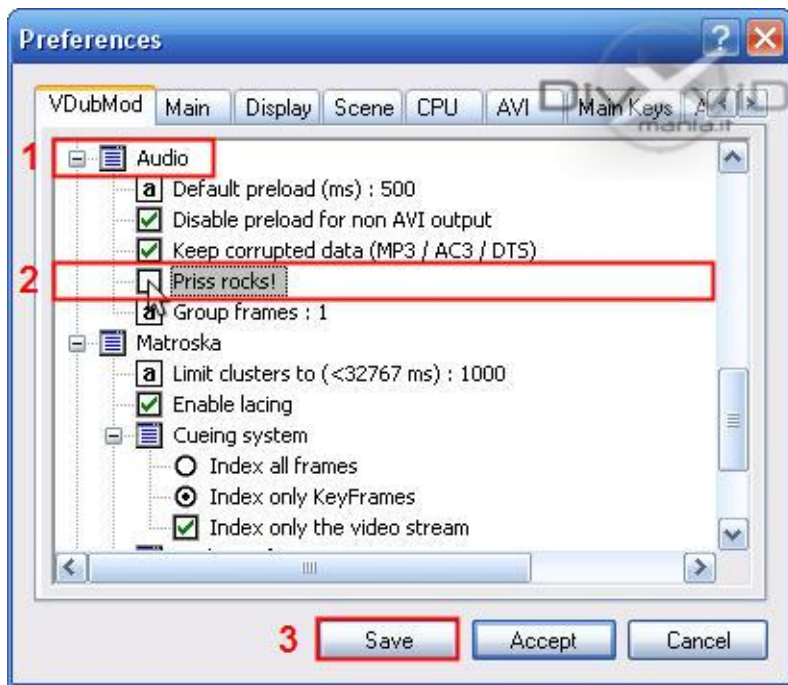 Preferences
VDubMod Main Display Scene CPU AVI Main Keys A
DivXViD
mania.it
1 Audio
a Default preload (ms) : 500
Disable preload for non AVI output
Keep corrupted data (MP3 / AC3 / DTS)
2 Priss rocks!
a Group frames : 1
Matroska
a Limit clusters to (<32767 ms) : 1000
Enable lacing
Cueing system
Index all frames
Index only KeyFrames
Index only the video stream
3 Save Accept Cancel